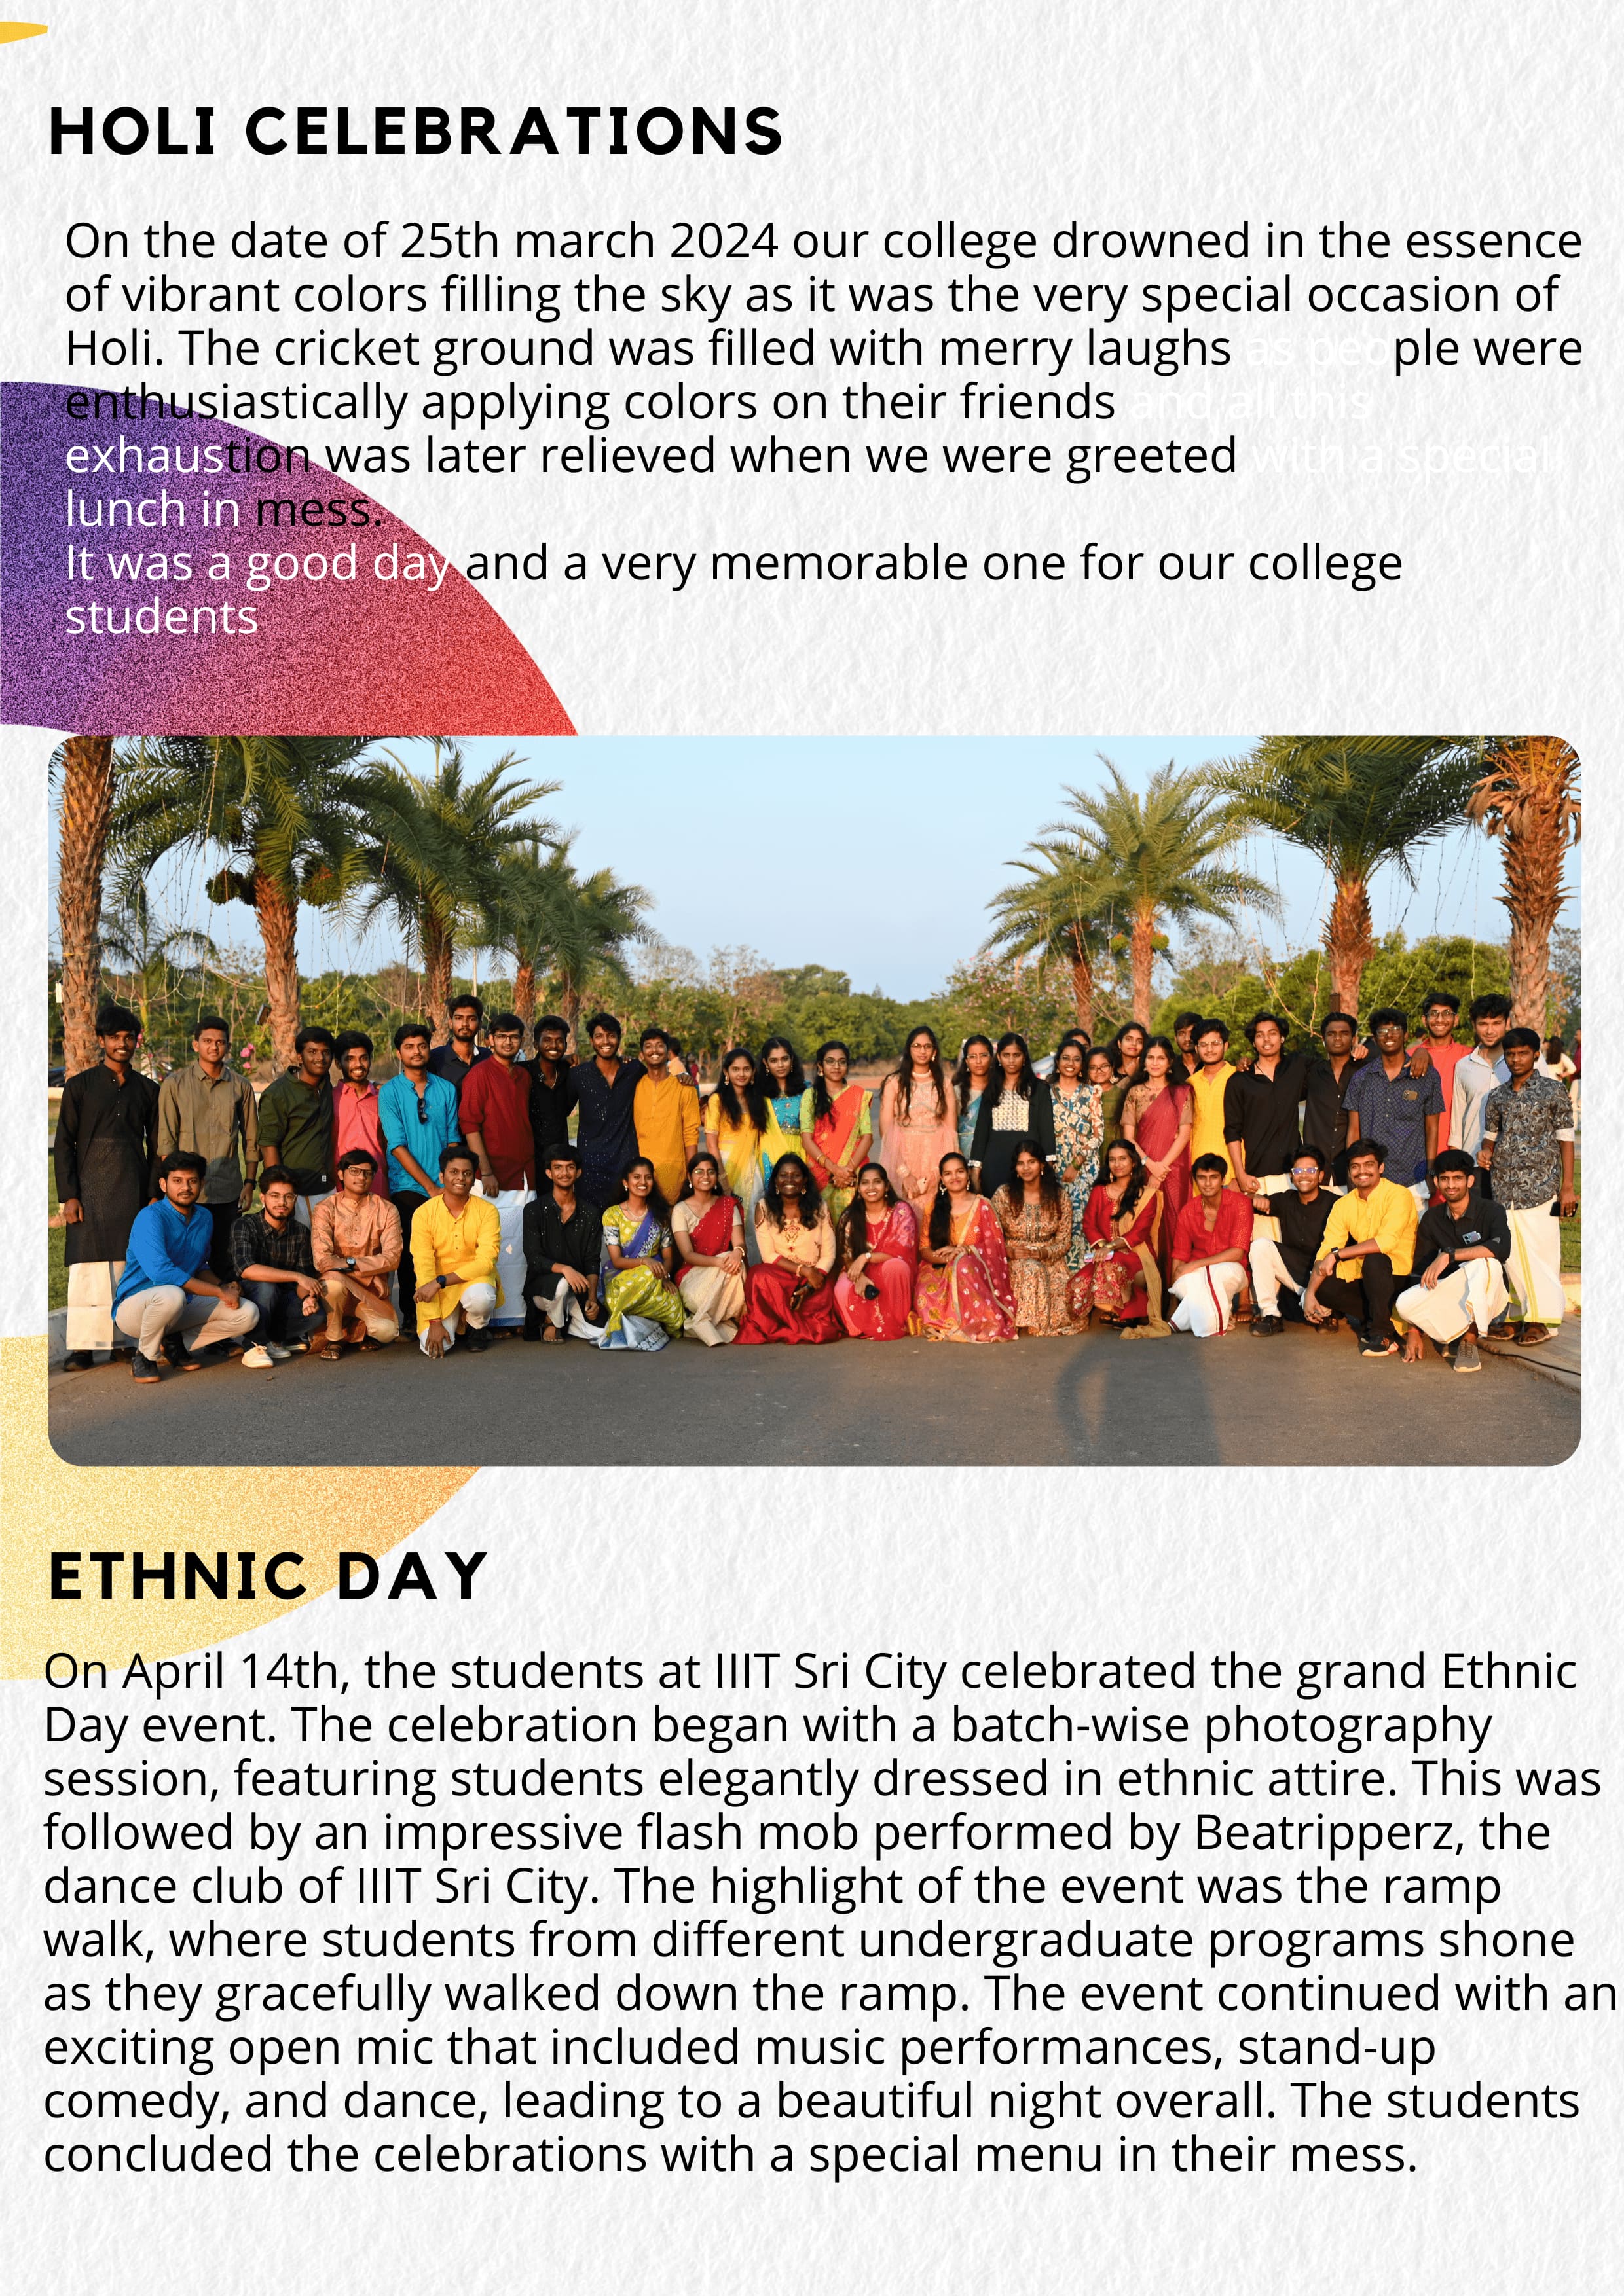 HOLI CELEBRATIONS
On the date of 25th march 2024 our college drowned in the essence
of vibrant colors filling the sky as it was the very special occasion of
Holi. The cricket ground was filled with merry laughs as people were
enthusiastically applying colors on their friends and all
exhaustion was later relieved when we were greeted with a special
lunch in mess.
It was a good day and a very memorable one for our college
students
ETHNIC DAY
On April 14th, the students at IIIT Sri City celebrated the grand Ethnic
Day event. The celebration began with a batch-wise photography
session, featuring students elegantly dressed in ethnic attire. This was
followed by an impressive flash mob performed by Beatripperz, the
dance club of IIIT Sri City. The highlight of the event was the ramp
walk, where students from different undergraduate programs shone
as they gracefully walked down the ramp. The event continued with an
exciting open mic that included music performances, stand-up
comedy, and dance, leading to a beautiful night overall. The students
concluded the celebrations with a special menu in their mess.